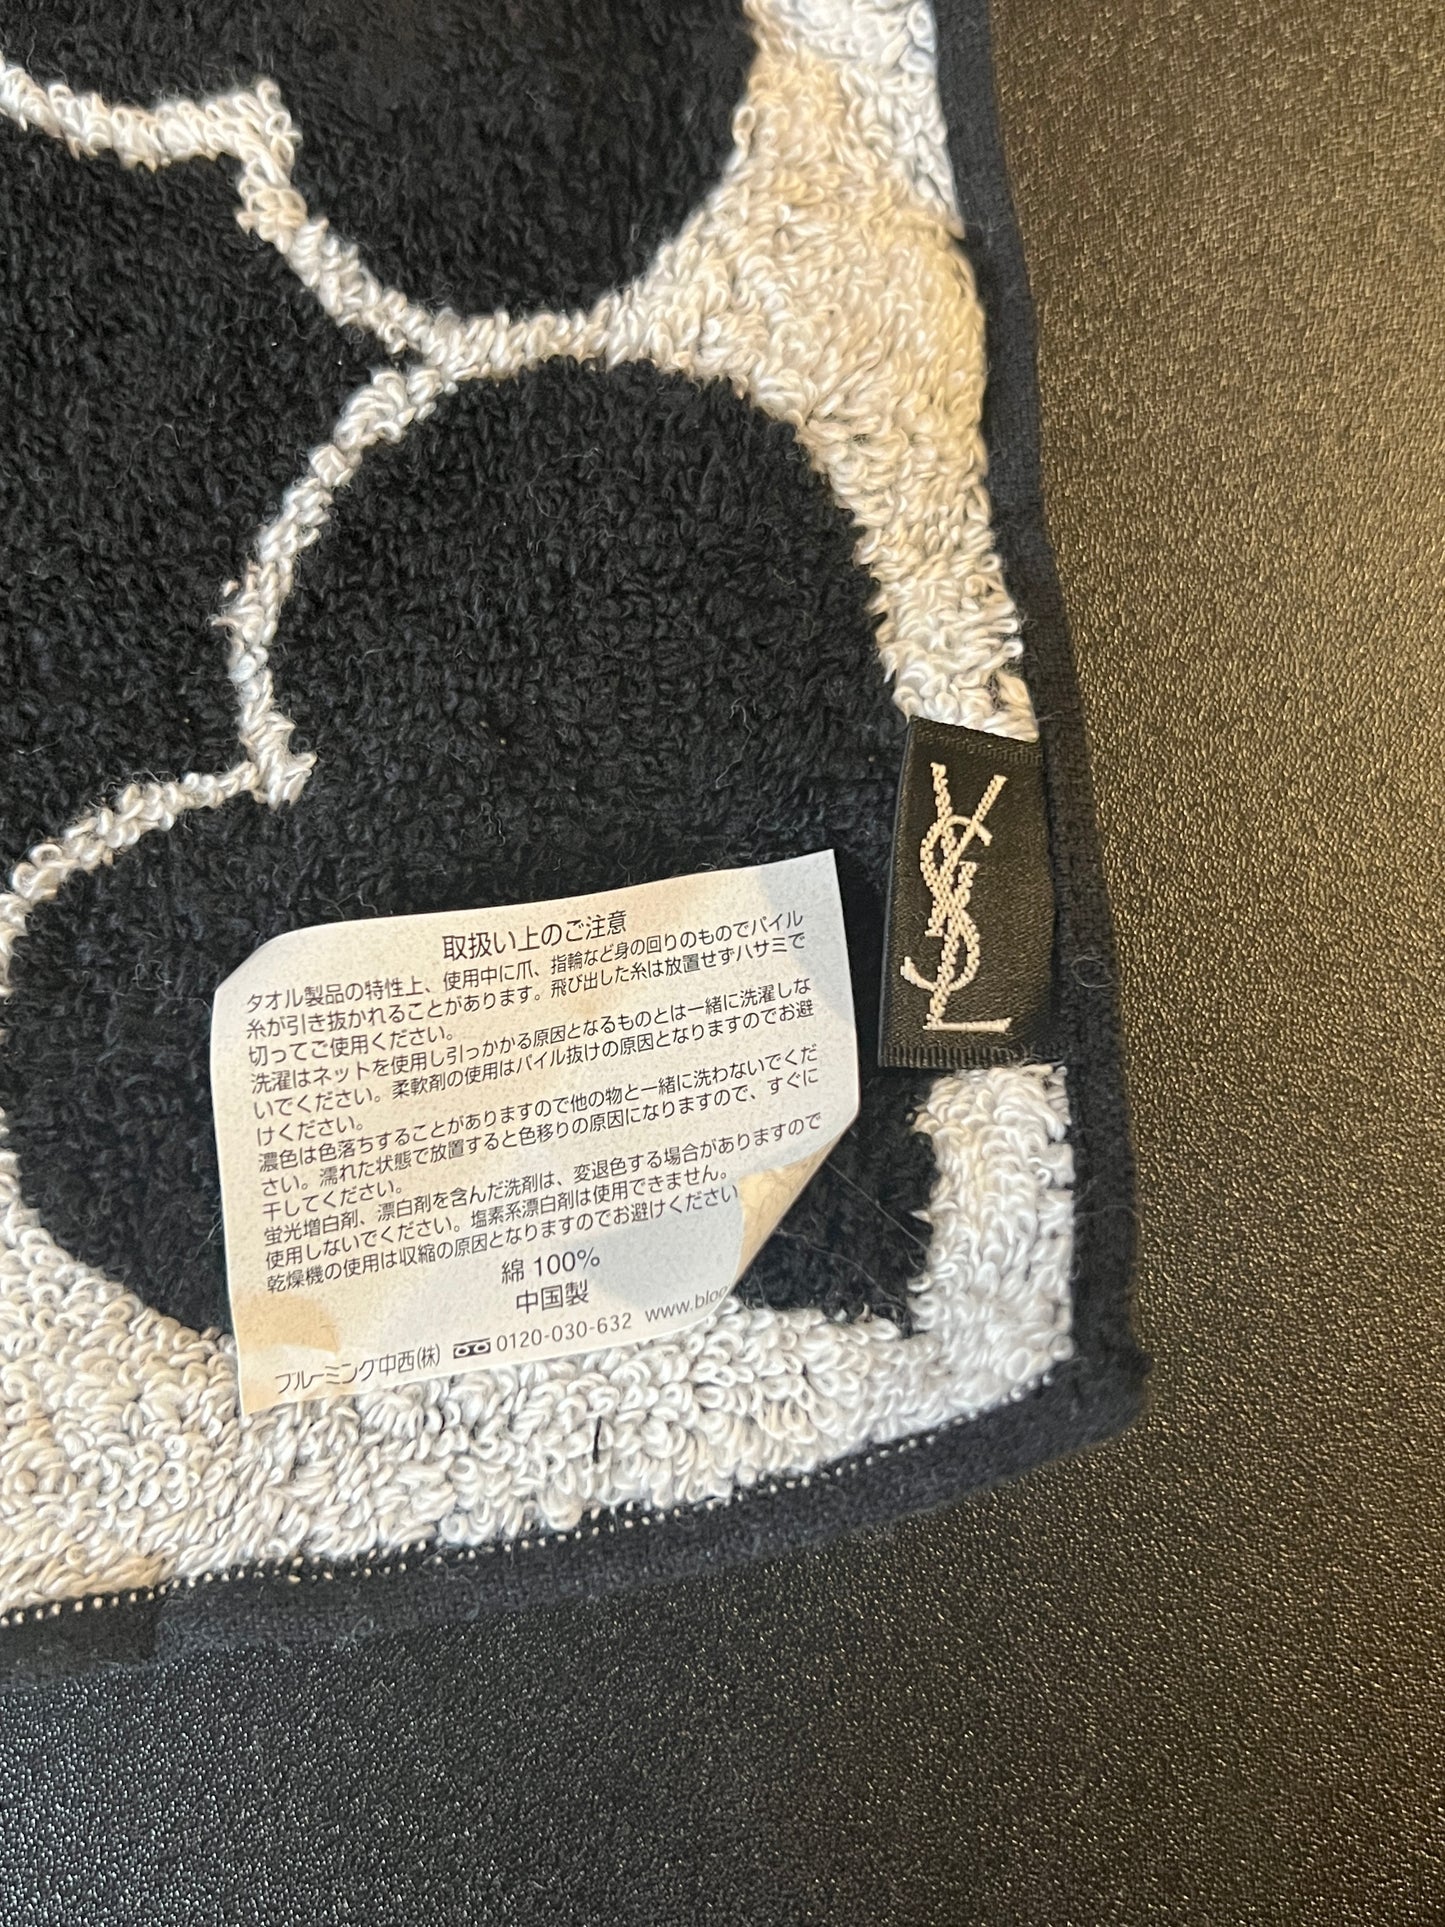 取扱い上のご注意
タオル製品の特性上、使用中に爪、指輪など身の回りのものでパイル
糸が引き抜かれることがあります。飛び出した糸は放置せずハサミで
切ってご使用ください。
洗濯はネットを使用し引っかかる原因となるものとは一緒に洗濯しな
いでください。柔軟剤の使用はパイル抜けの原因となりますのでお避
けください。
濃色は色落ちすることがありますので他の物と一緒に洗わないでくだ
さい。濡れた状態で放置すると色移りの原因になりますので、すぐに
干してください。
蛍光増白剤、漂白剤を含んだ洗剤は、変退色する場合がありますので
使用しないでください。塩素系漂白剤は使用できません。
乾燥機の使用は収縮の原因となりますのでお避けください
綿 100%
中国製
ブルーミング中西(株) 0120-030-632 www.bloo
YSL